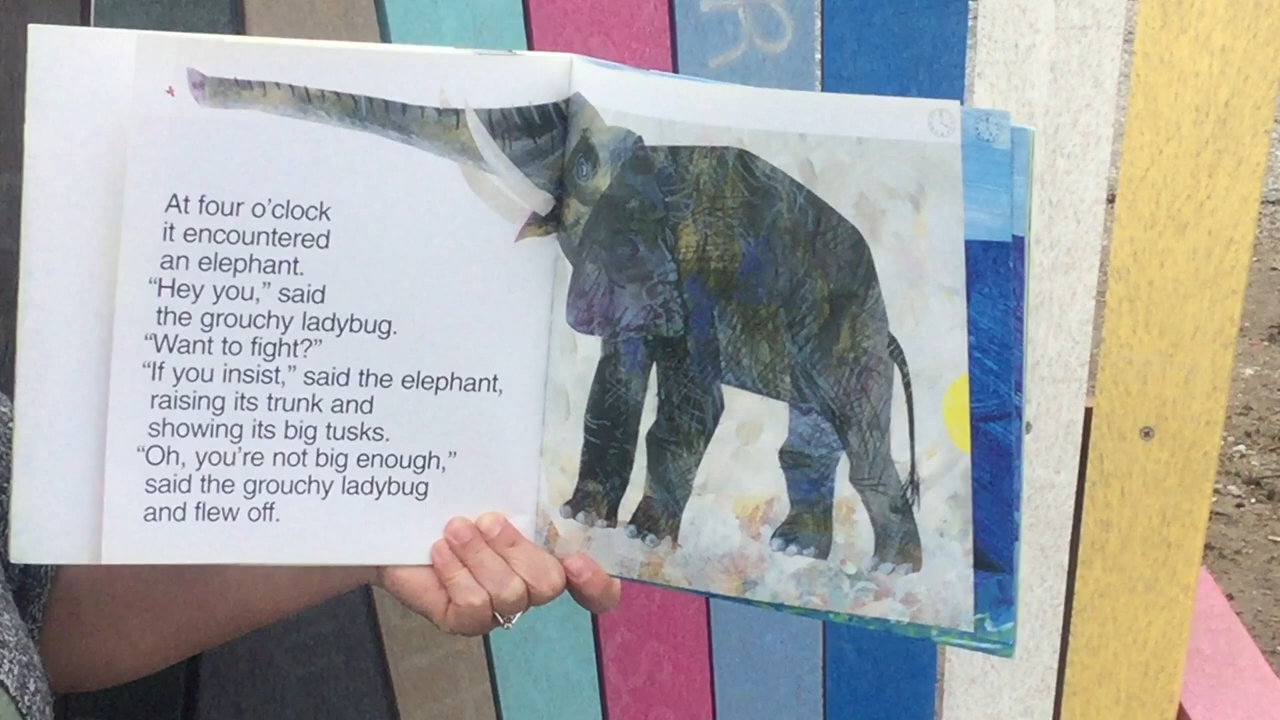 R
At four o'clock
it encountered
an elephant.
“Hey you,” said
the grouchy ladybug.
“Want to fight?”
“If you insist,” said the elephant,
raising its trunk and
showing its big tusks.
“Oh, you're not big enough,”
said the grouchy ladybug
and flew off.